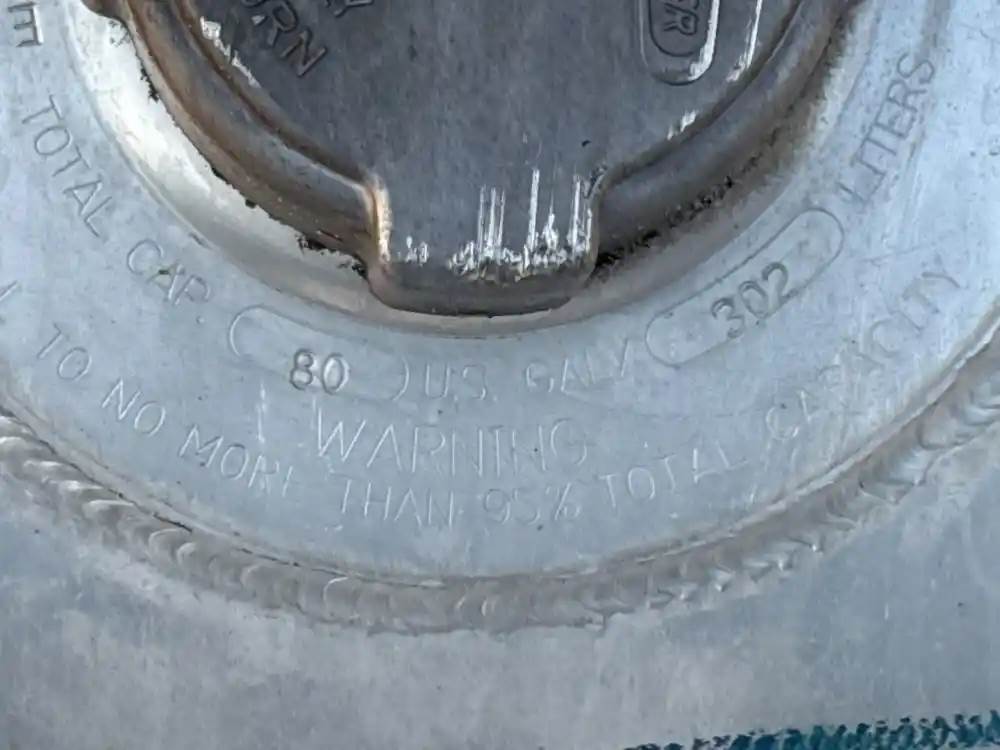 TOTAL CAP. 80 U.S. GAL 302 LITERS
WARNING
TO NO MORE THAN 95% TOTAL CAPACITY